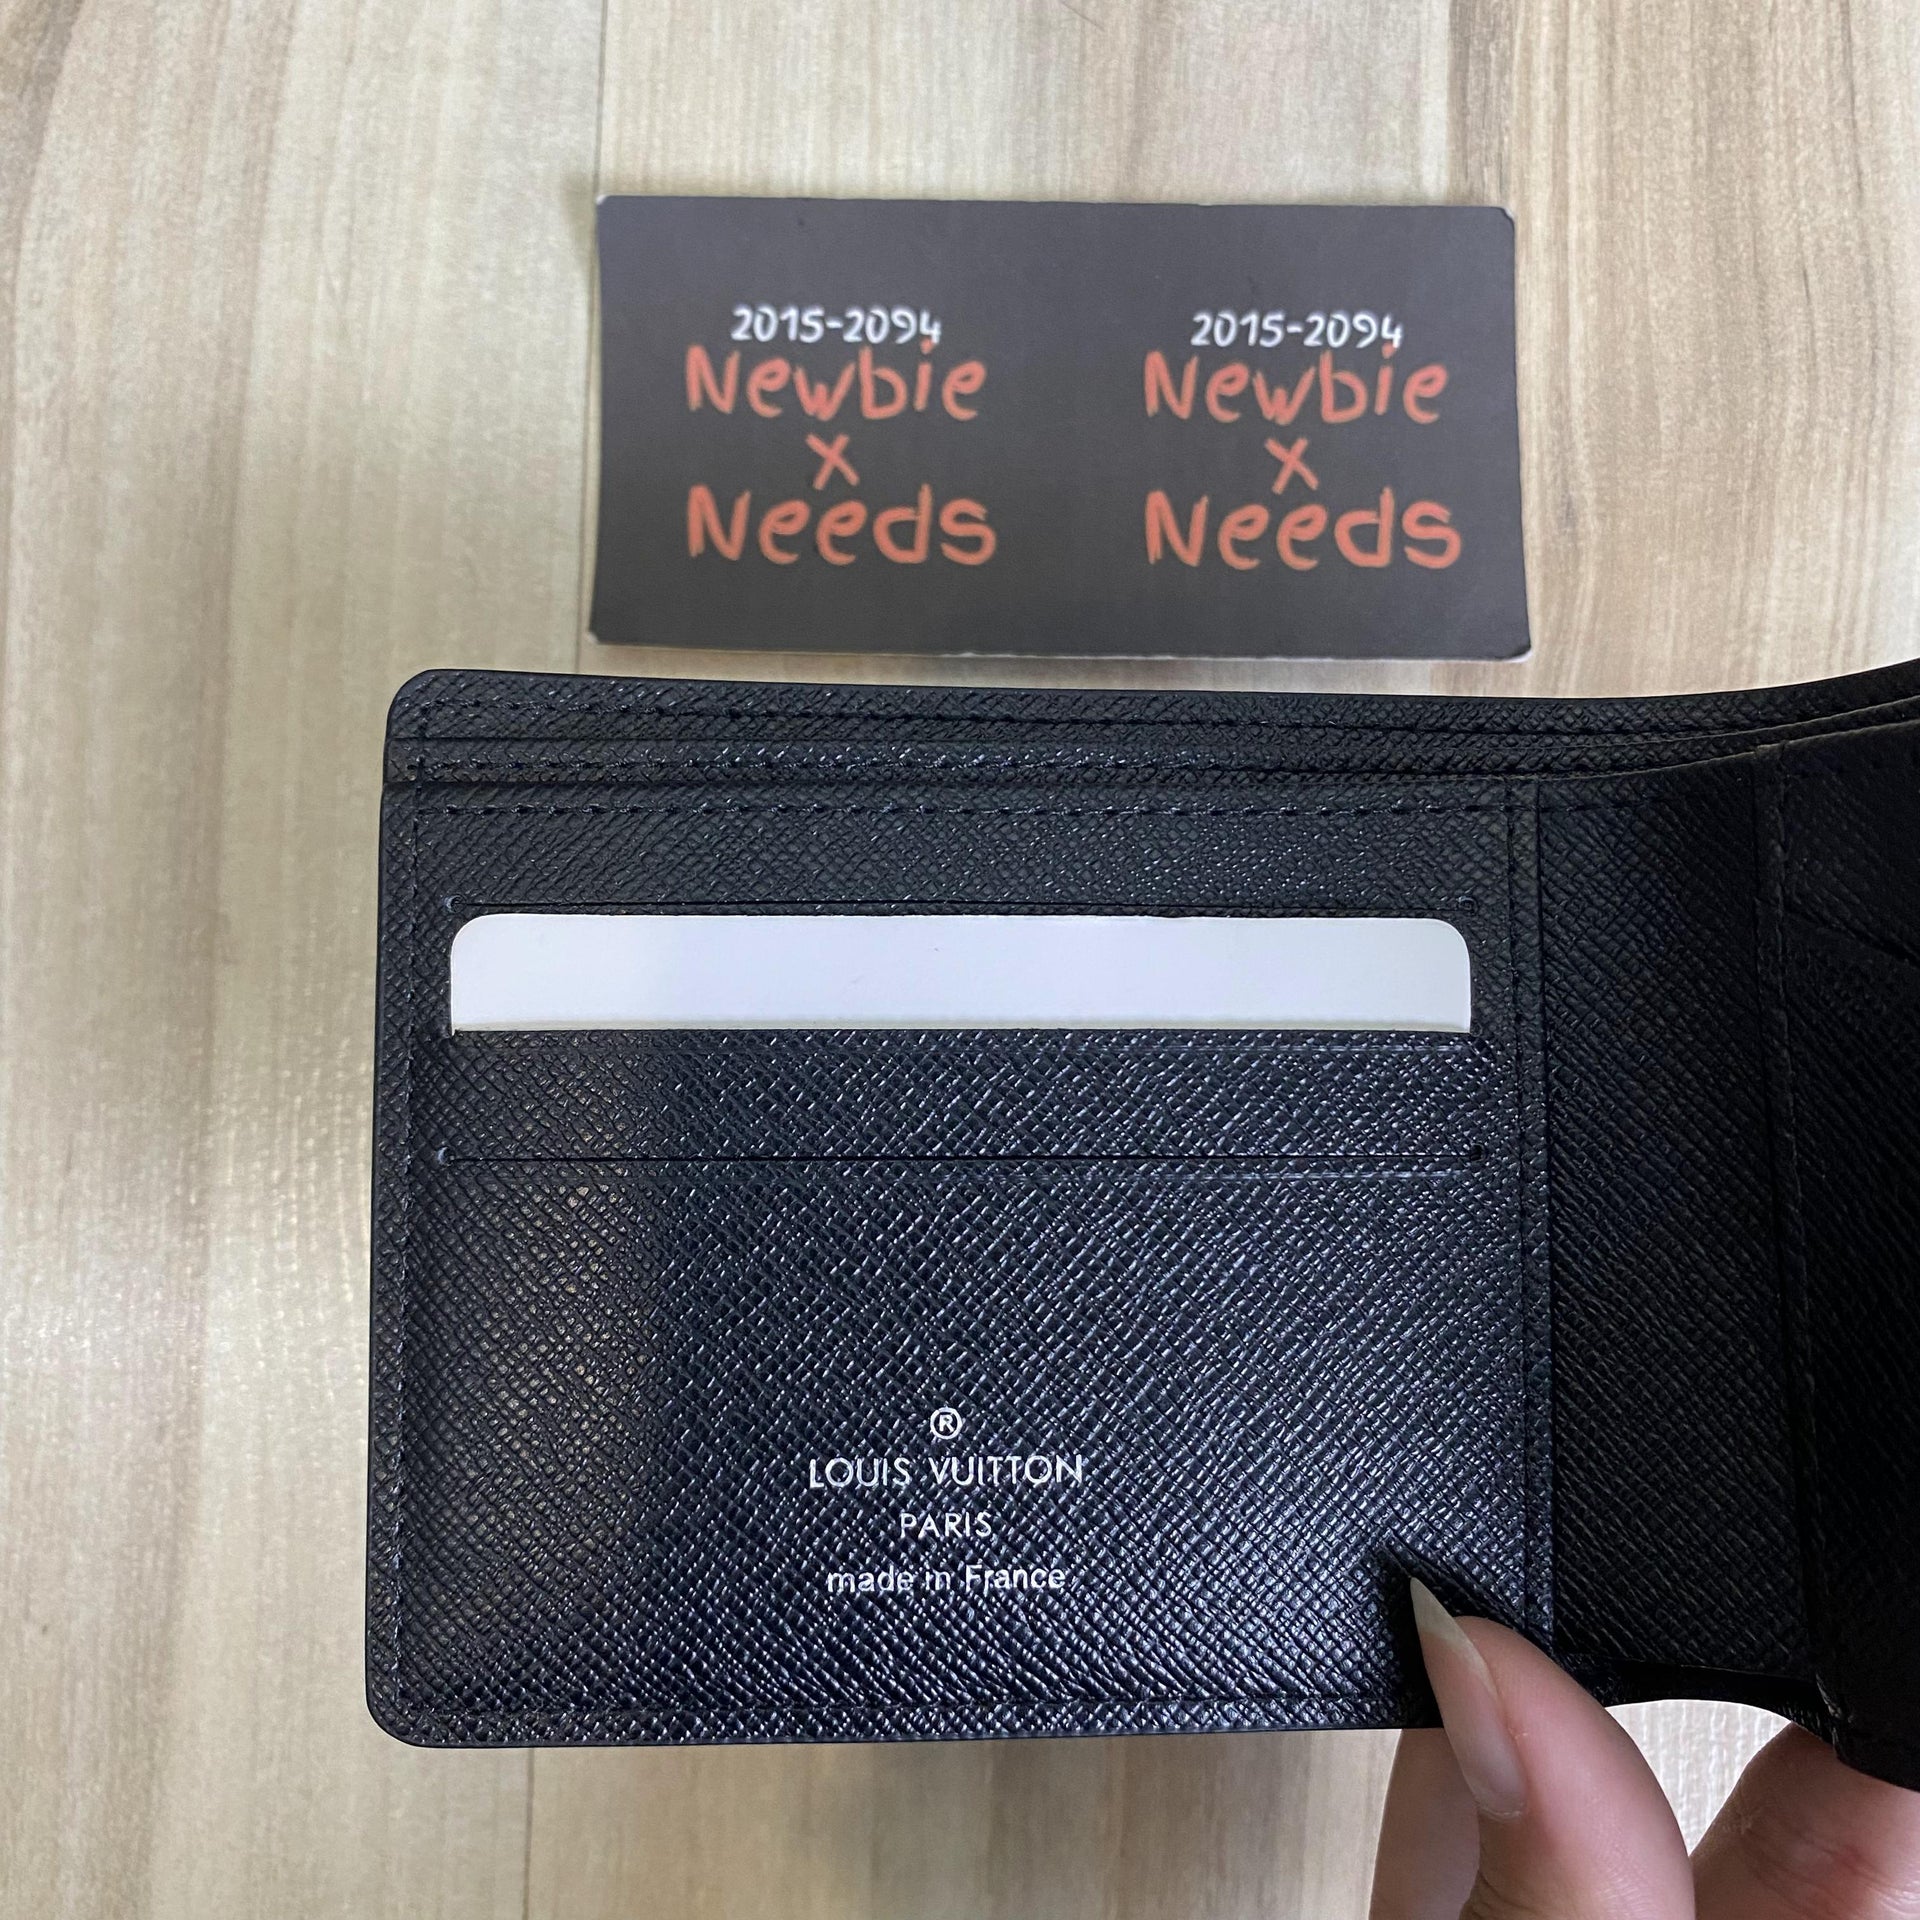 2015-2094 2015-2094
Newbie Newbie
x x
Needs Needs
®
LOUIS VUITTON
PARIS
made in France